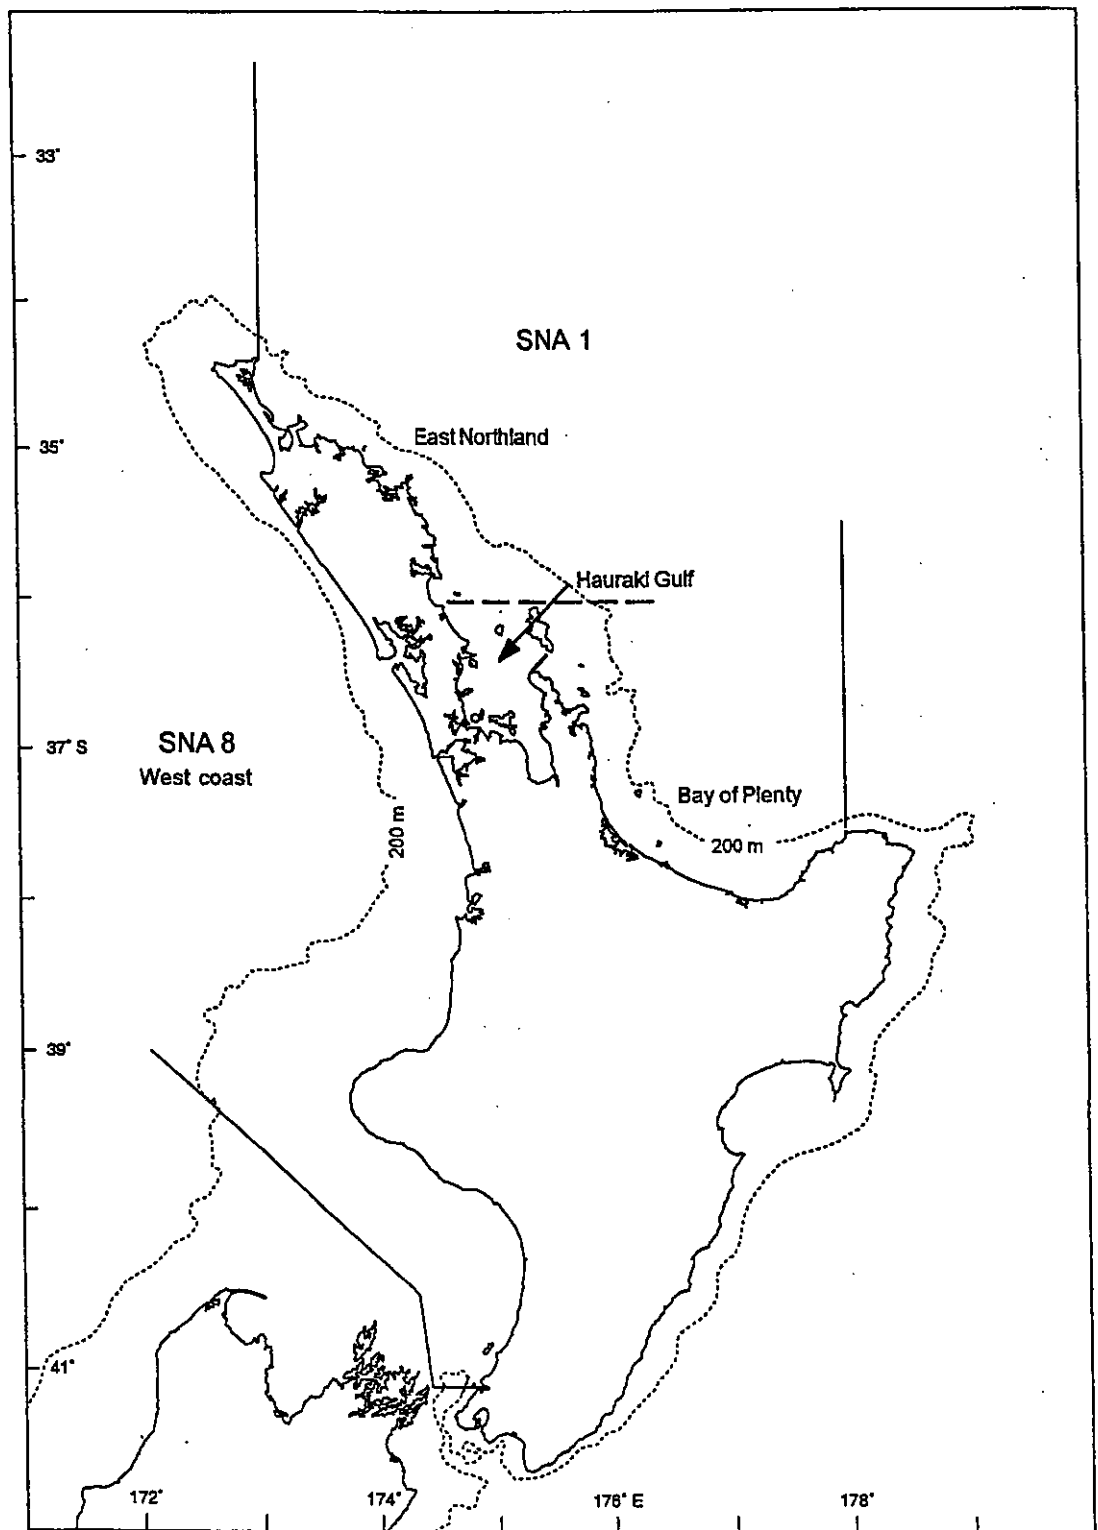 33°
SNA 1
East Northland
35°
Hauraki Gulf
37° S
SNA 8
West coast
Bay of Plenty
200 m
200 m
39°
41°
172°
174°
176° E
178°